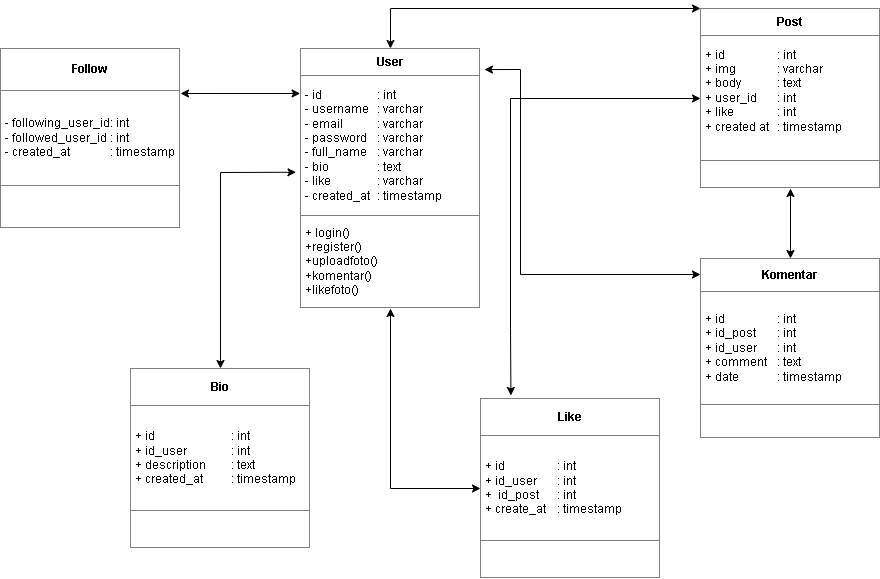 Follow
- following_user_id : int
- followed_user_id : int
- created_at : timestamp
User
- id : int
- username : varchar
- email : varchar
- password : varchar
- full_name : varchar
- bio : text
- like : varchar
- created_at : timestamp
+ login()
+register()
+uploadfoto()
+komentar()
+likefoto()
Post
+ id : int
+ img : varchar
+ body : text
+ user_id : int
+ like : int
+ created at : timestamp
Komentar
+ id : int
+ id_post : int
+ id_user : int
+ comment : text
+ date : timestamp
Bio
+ id : int
+ id_user : int
+ description : text
+ created_at : timestamp
Like
+ id : int
+ id_user : int
+ id_post : int
+ create_at : timestamp